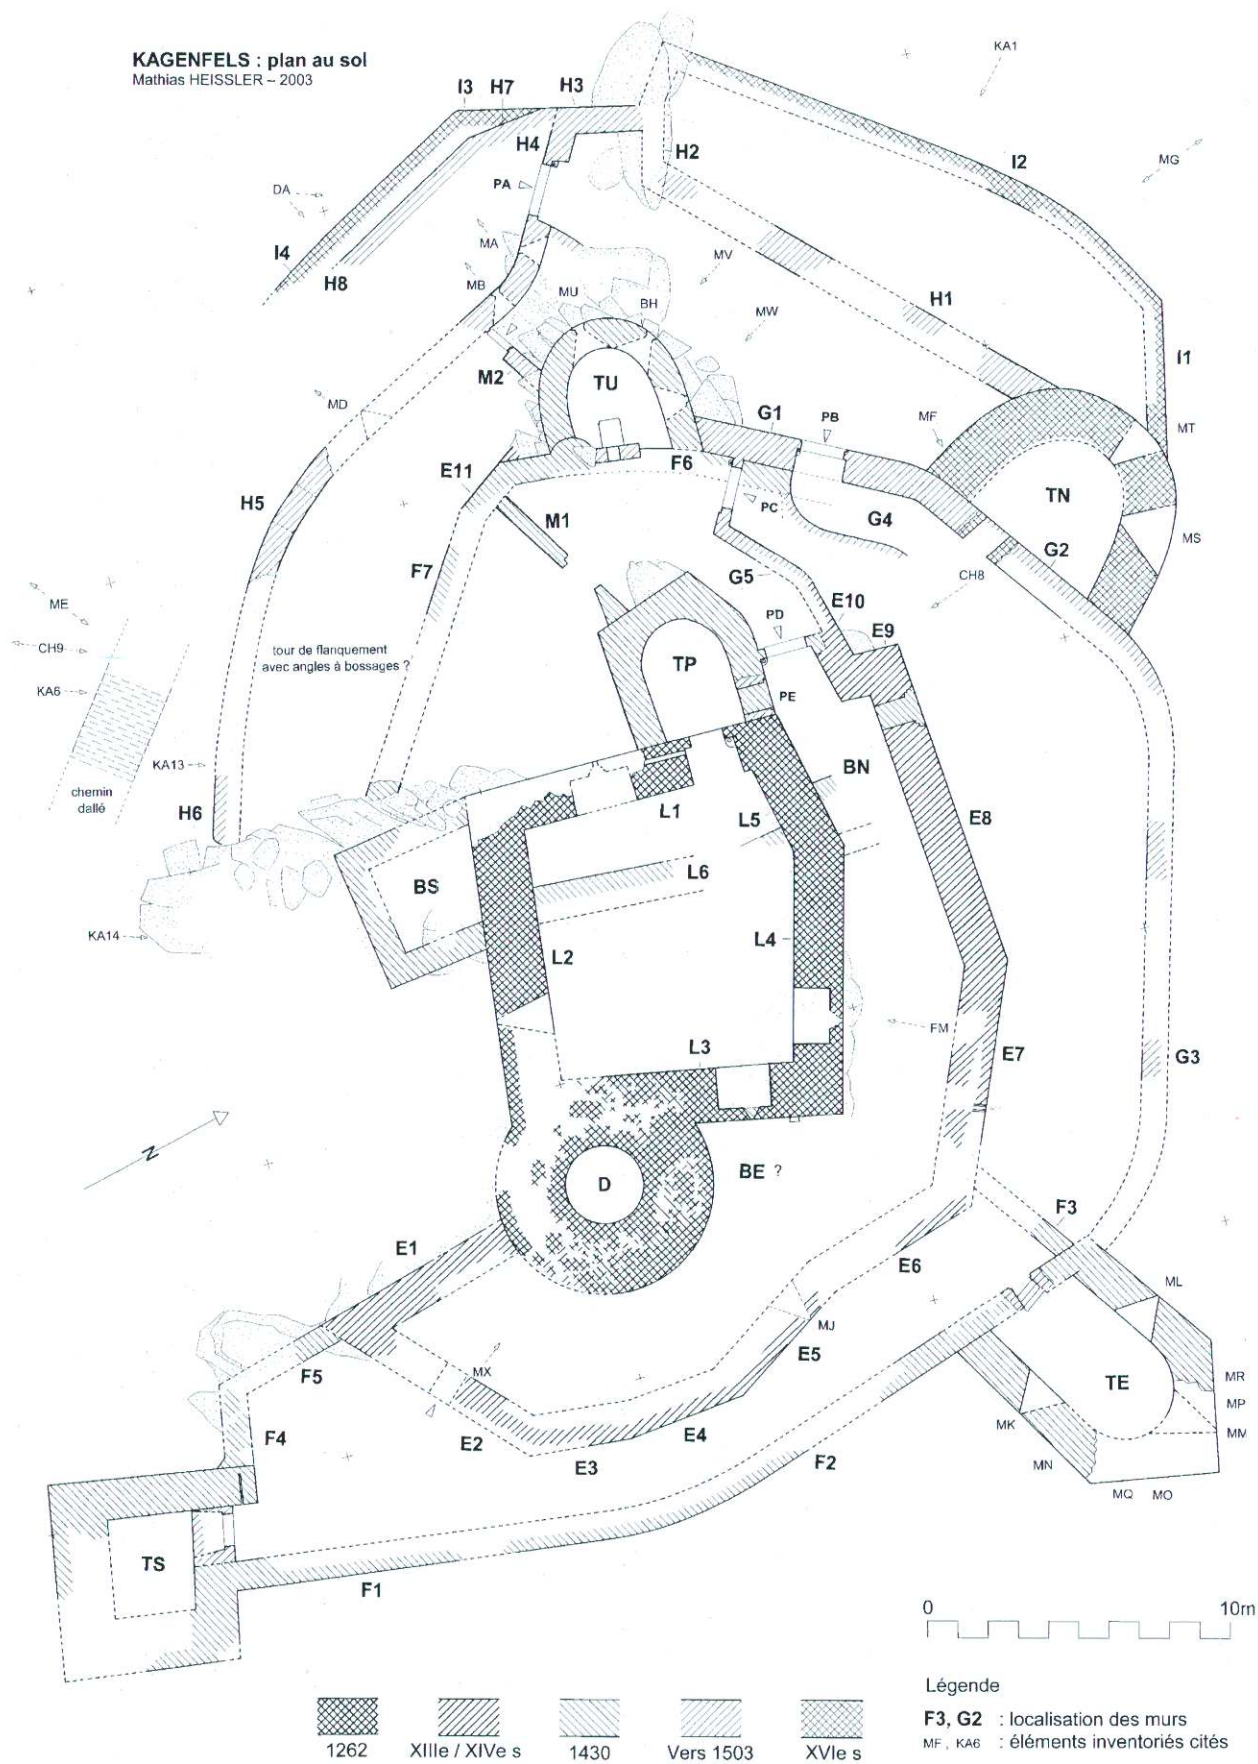 KAGENFELS : plan au sol
Mathias HEISSLER – 2003
KA1
I3 H7 H3
H4
H2
I2
MG
PA
DA
I4
H8
MA
MB
MU
BH
MV
MW
H1
I1
M2
TU
MD
G1
PB
MF
MT
E11
F6
H5
M1
PC
G4
TN
F7
G5
G2
MS
CH8
ME
CH9
KA6
E10
PD
E9
tour de flanquement
avec angles à bossages ?
TP
PE
KA13
chemin
dallé
BN
H6
L1
L5
E8
BS
L6
KA14
L2
L4
FM
L3
E7
G3
N
D
BE ?
E1
F3
E6
ML
F5
MJ
E5
MX
TE
MR
MP
MM
F4
E2
E4
MK
E3
F2
MN
MQ MO
TS
F1
0 10m
Légende
F3, G2 : localisation des murs
MF, KA6 : éléments inventoriés cités
1262 XIIIe / XIVe s 1430 Vers 1503 XVIe s